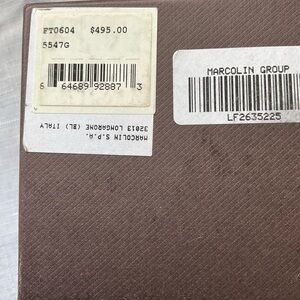 FT0604 $495.00
5547G
6 64689 92887 3
MARCOLIN S.P.A.
32013 LONGARONE (BL) ITALY
MARCOLIN GROUP
LF2635225